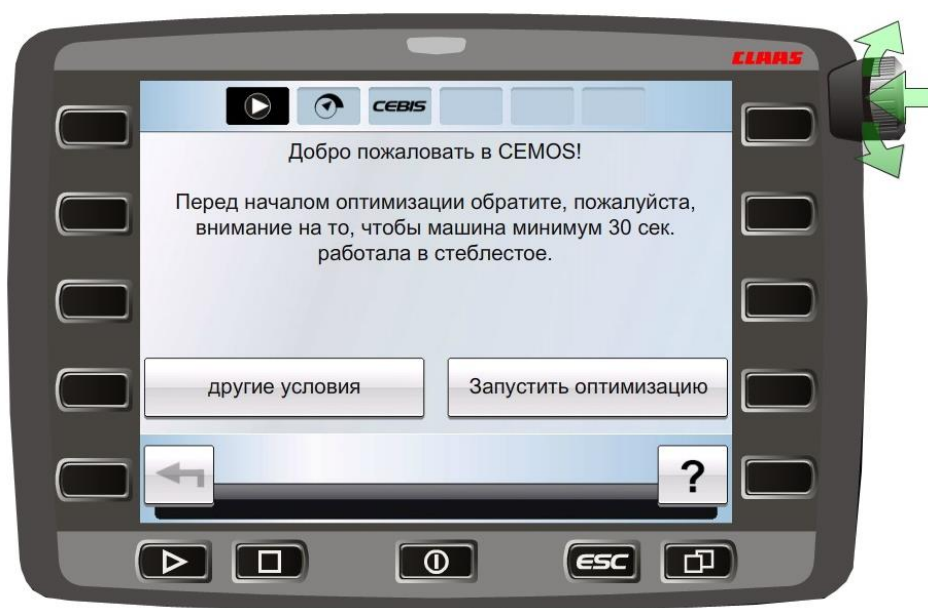 CLAAS
CEBIS
Добро пожаловать в CEMOS!
Перед началом оптимизации обратите, пожалуйста,
внимание на то, чтобы машина минимум 30 сек.
работала в стеблестое.
другие условия
Запустить оптимизацию
?
ESC